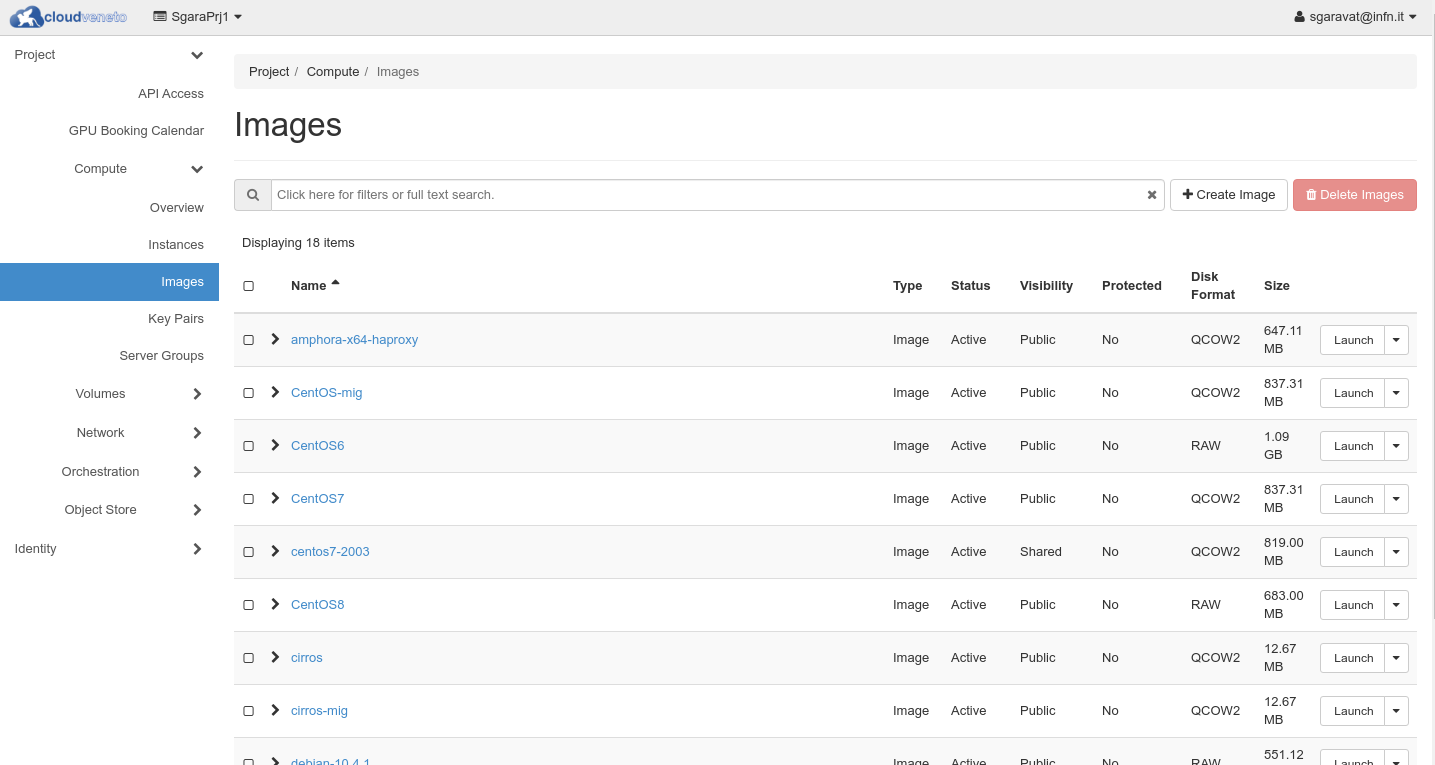 cloudveneto SgaraPrj1 sgaravat@infn.it
Project
API Access
GPU Booking Calendar
Compute
Overview
Instances
Images
Key Pairs
Server Groups
Volumes
Network
Orchestration
Object Store
Identity
Project / Compute / Images
Images
Click here for filters or full text search.
Create Image
Delete Images
Displaying 18 items
Name Type Status Visibility Protected Disk Format Size
amphora-x64-haproxy Image Active Public No QCOW2 647.11 MB Launch
CentOS-mig Image Active Public No QCOW2 837.31 MB Launch
CentOS6 Image Active Public No RAW 1.09 GB Launch
CentOS7 Image Active Public No QCOW2 837.31 MB Launch
centos7-2003 Image Active Shared No QCOW2 819.00 MB Launch
CentOS8 Image Active Public No RAW 683.00 MB Launch
cirros Image Active Public No QCOW2 12.67 MB Launch
cirros-mig Image Active Public No QCOW2 12.67 MB Launch
debian-10.4.1 Image Active Public No RAW 551.12 Launch